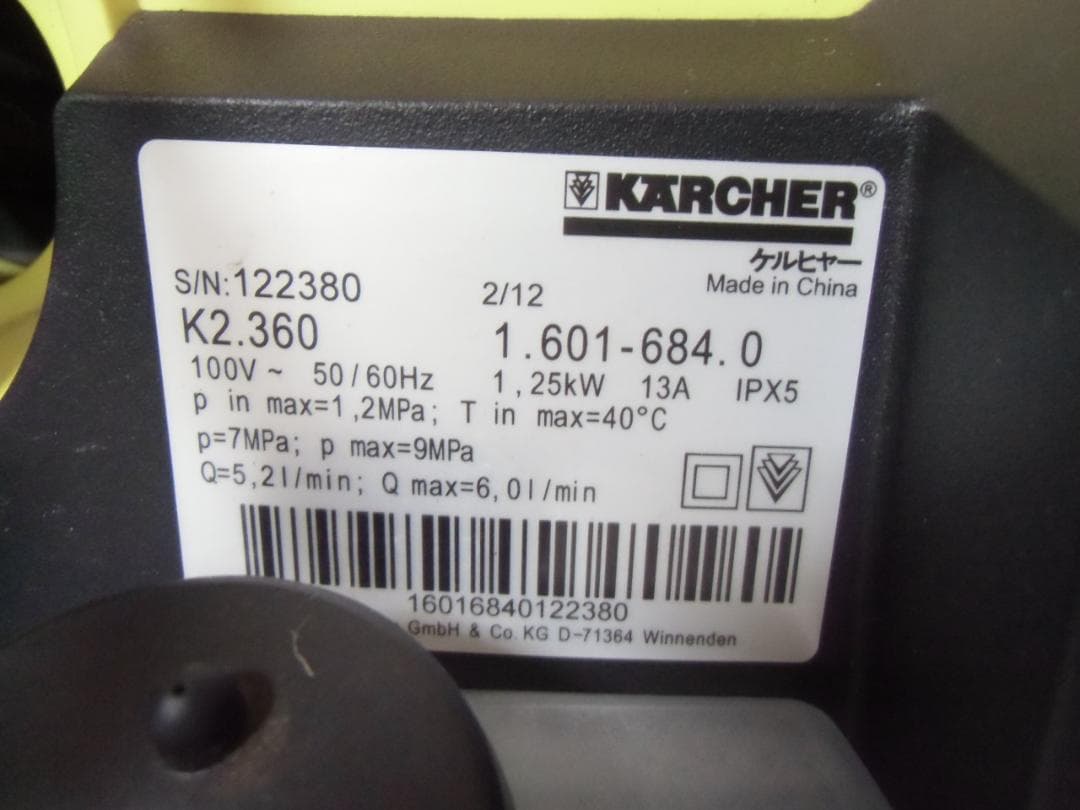 KÄRCHER®
ケルヒャー
Made in China
S/N:122380 2/12
K2.360 1.601-684.0
100V ~ 50/60Hz 1,25kW 13A IPX5
p in max=1,2MPa; T in max=40°C
p=7MPa; p max=9MPa
Q=5,2l/min; Q max=6,0l/min
16016840122380
GmbH & Co. KG D-71364 Winnenden